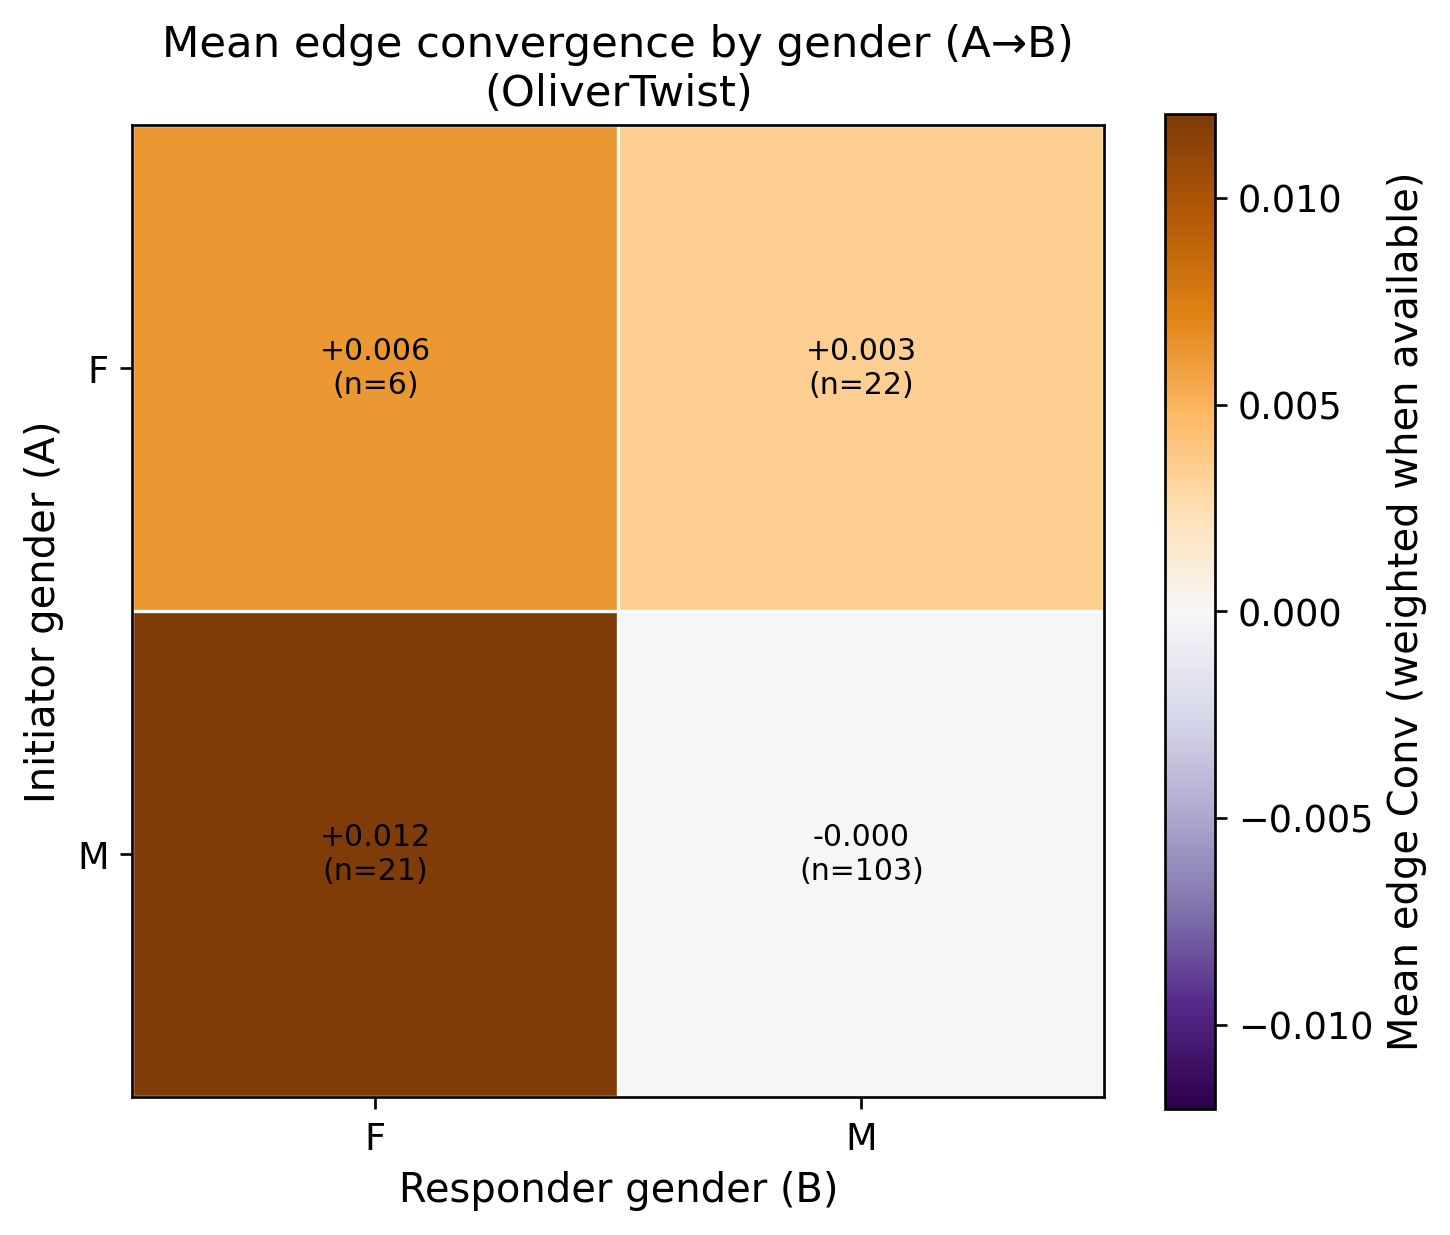 Mean edge convergence by gender (A→B)
(OliverTwist)
Initiator gender (A)
F
M
+0.006
(n=6)
+0.003
(n=22)
+0.012
(n=21)
-0.000
(n=103)
F
M
Responder gender (B)
0.010
0.005
0.000
−0.005
−0.010
Mean edge Conv (weighted when available)